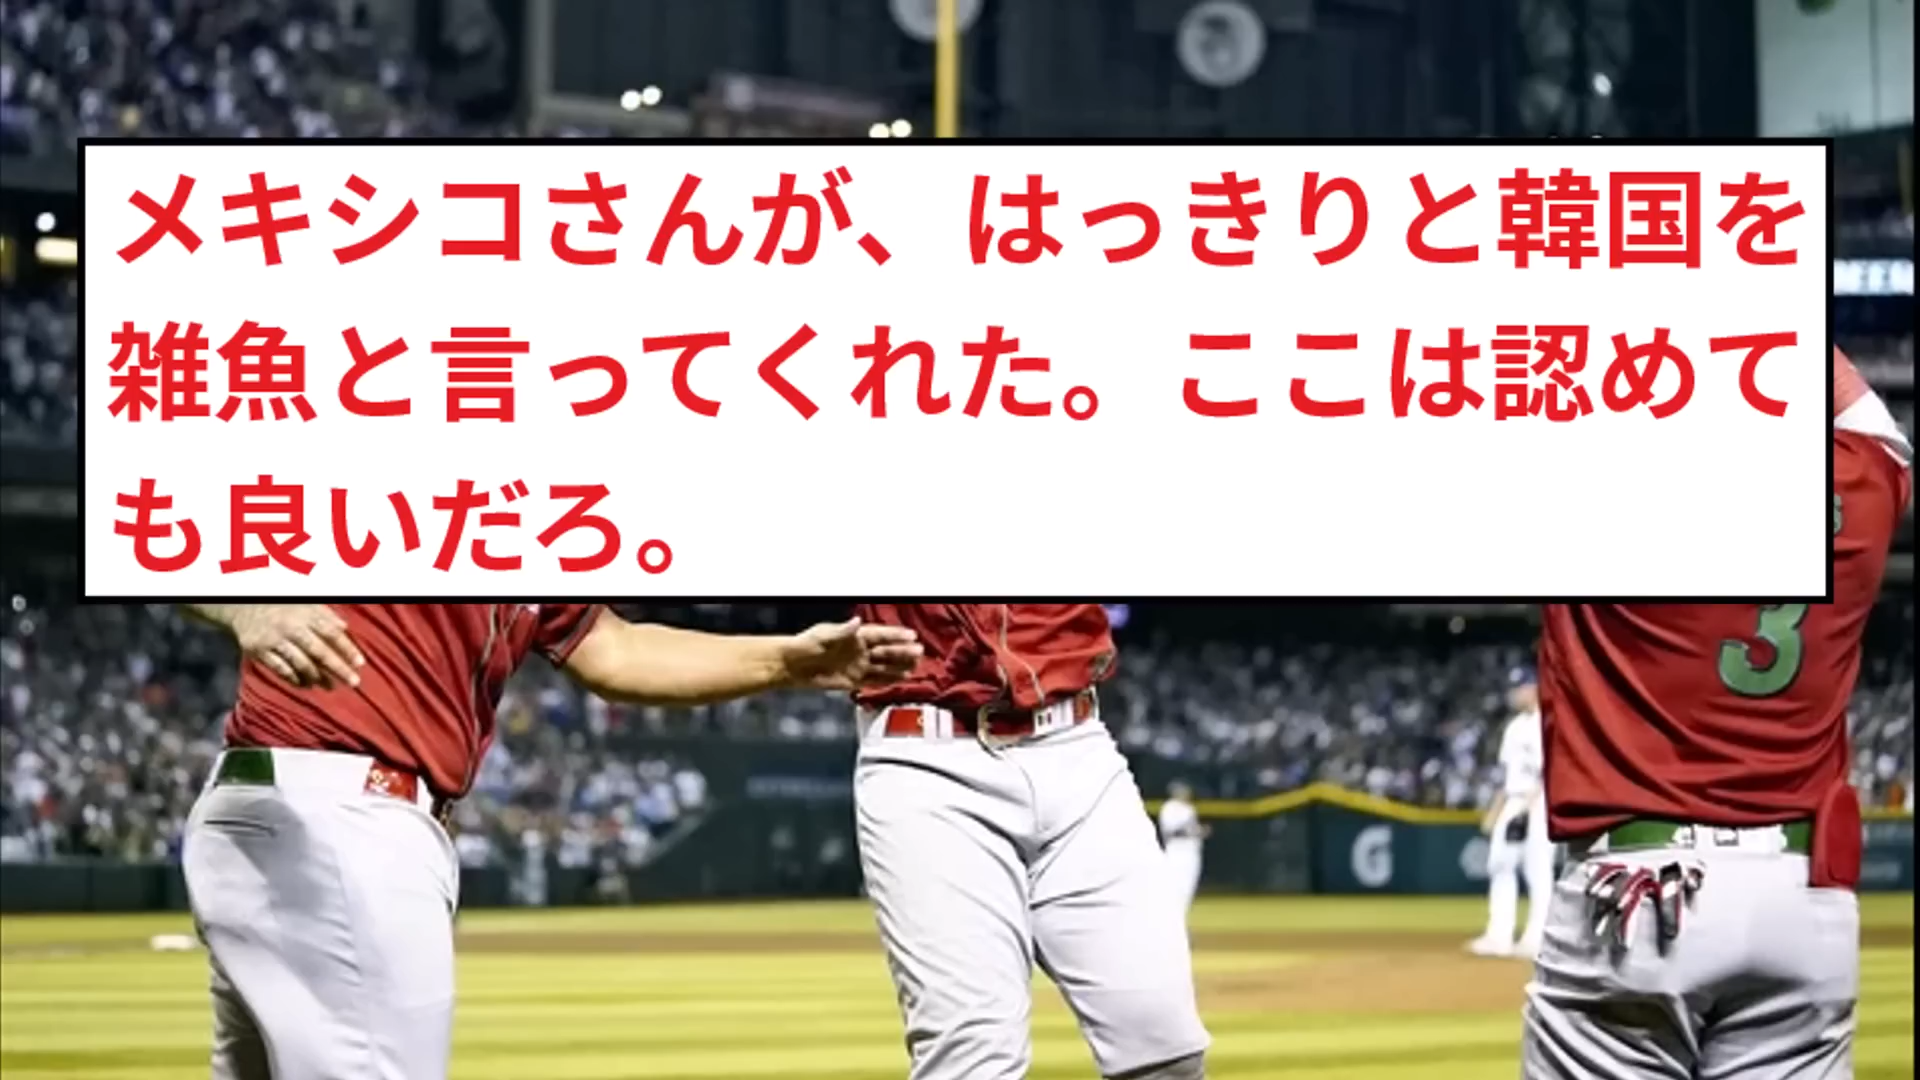 メキシコさんが、はっきりと韓国を
雑魚と言ってくれた。ここは認めて
も良いだろ。
3
G